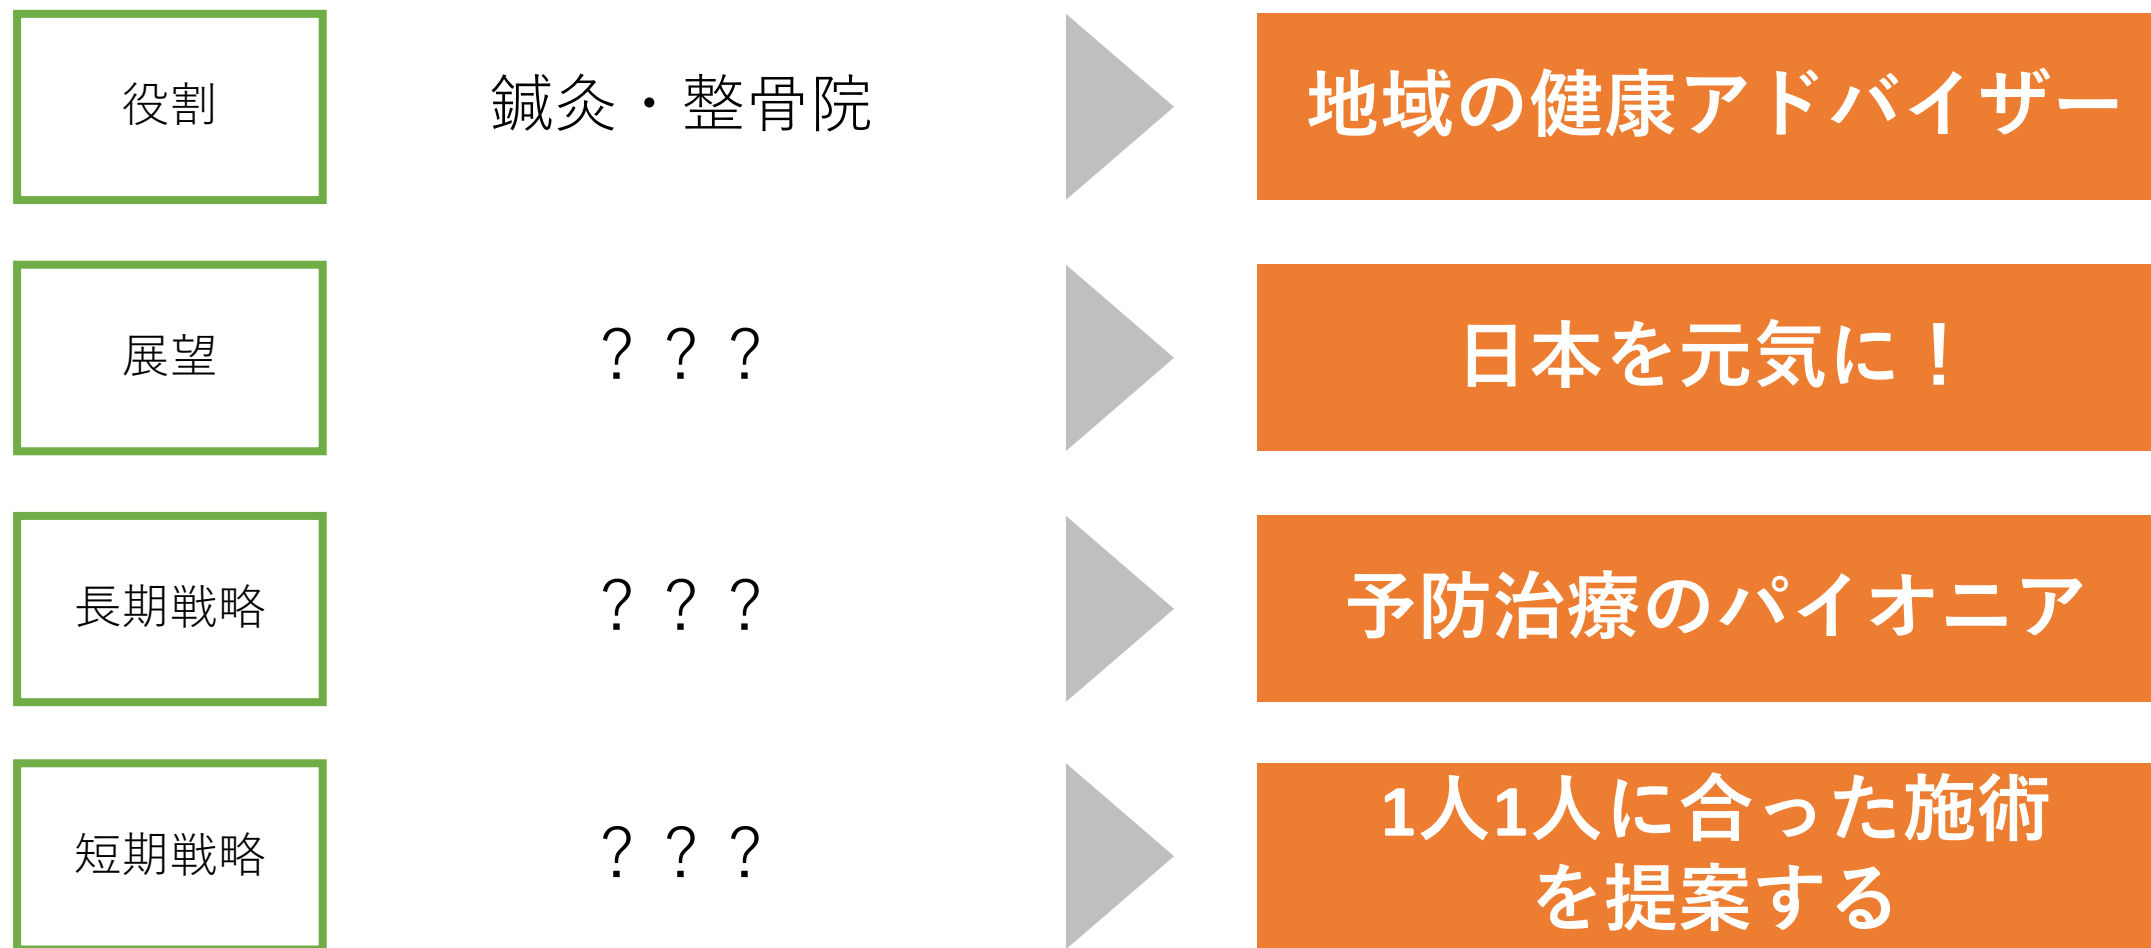 役割
鍼灸・整骨院
地域の健康アドバイザー
展望
？？？
日本を元気に！
長期戦略
？？？
予防治療のパイオニア
短期戦略
？？？
1人1人に合った施術
を提案する